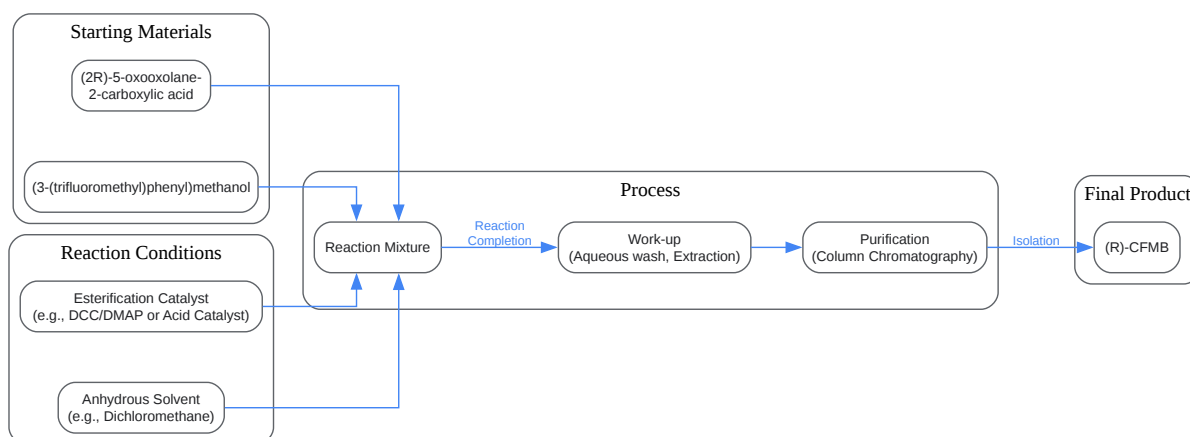 Starting Materials
(2R)-5-oxooxolane-
2-carboxylic acid
(3-(trifluoromethyl)phenyl)methanol
Reaction Conditions
Esterification Catalyst
(e.g., DCC/DMAP or Acid Catalyst)
Anhydrous Solvent
(e.g., Dichloromethane)
Process
Reaction Mixture
Reaction
Completion
Work-up
(Aqueous wash, Extraction)
Purification
(Column Chromatography)
Isolation
Final Product
(R)-CFMB